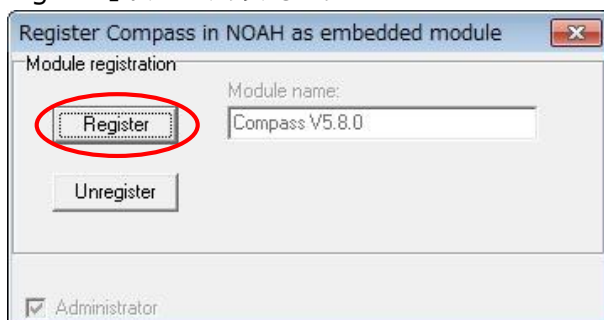 Register Compass in NOAH as embedded module
Module registration
Module name:
Register
Compass V5.8.0
Unregister
Administrator